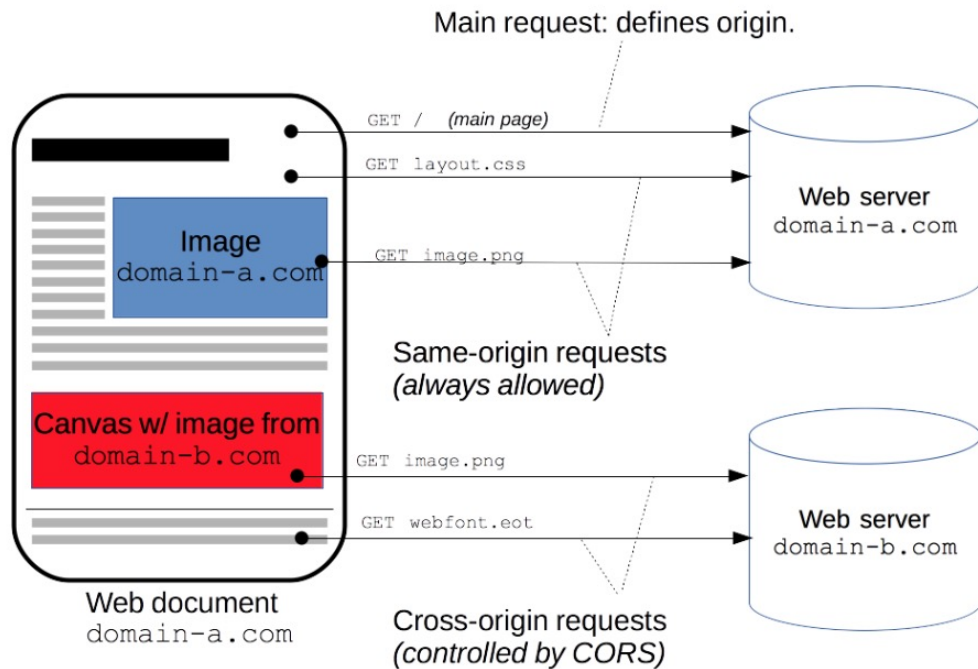 Main request: defines origin.
GET / (main page)
GET layout.css
Web server
domain-a.com
Image
domain-a.com
GET image.png
Same-origin requests
(always allowed)
Canvas w/ image from
domain-b.com
GET image.png
GET webfont.eot
Web server
domain-b.com
Web document
domain-a.com
Cross-origin requests
(controlled by CORS)